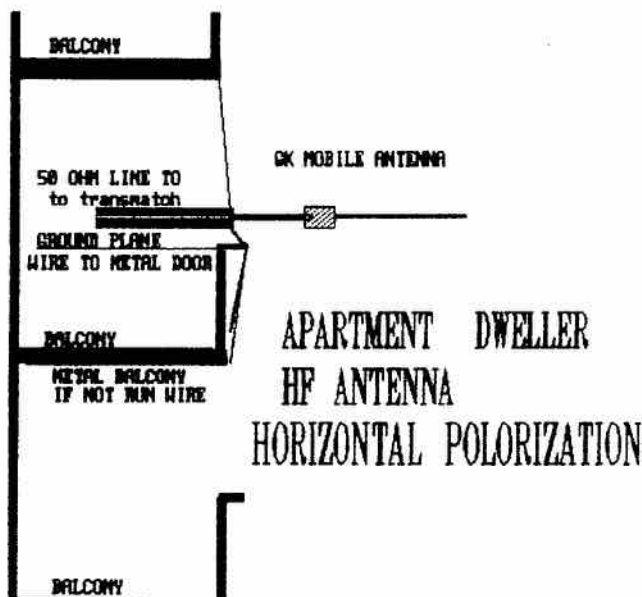 BALCONY
GK MOBILE ANTENNA
50 OHM LINE TO
to transmatch
GROUND PLANE
WIRE TO METAL DOOR
BALCONY
METAL BALCONY
IF NOT RUN WIRE
APARTMENT DWELLER
HF ANTENNA
HORIZONTAL POLORIZATION
BALCONY